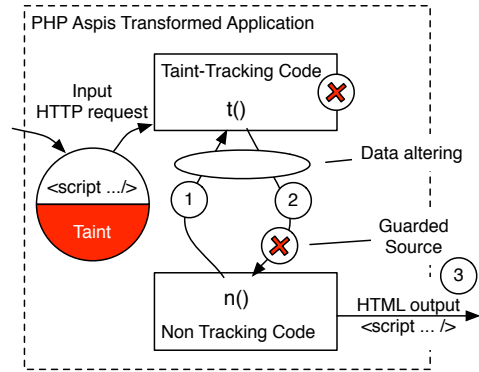 PHP Aspis Transformed Application
Input
HTTP request
Taint-Tracking Code
t()
Data altering
<script .../>
Taint
1
2
Guarded
Source
3
n()
Non Tracking Code
HTML output
<script ... />